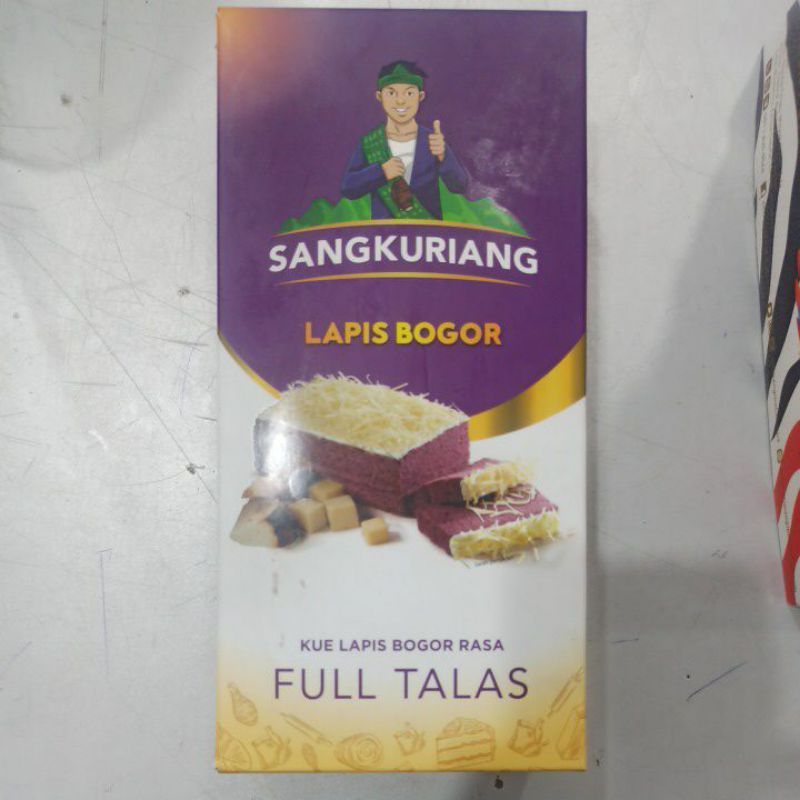 SANGKURIANG
LAPIS BOGOR
KUE LAPIS BOGOR RASA
FULL TALAS